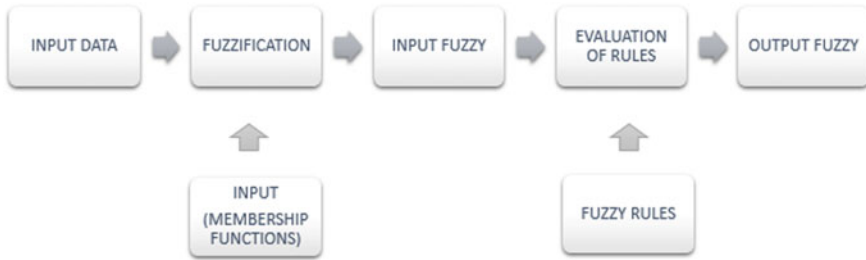 INPUT DATA
FUZZIFICATION
INPUT FUZZY
EVALUATION
OF RULES
OUTPUT FUZZY
INPUT
(MEMBERSHIP
FUNCTIONS)
FUZZY RULES